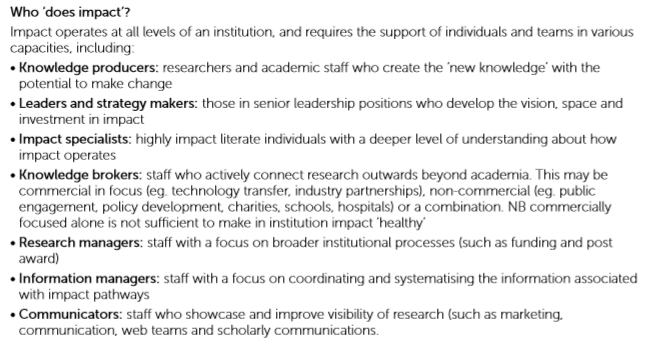 Who ‘does impact’?
Impact operates at all levels of an institution, and requires the support of individuals and teams in various
capacities, including:
• Knowledge producers: researchers and academic staff who create the ‘new knowledge’ with the
potential to make change
• Leaders and strategy makers: those in senior leadership positions who develop the vision, space and
investment in impact
• Impact specialists: highly impact literate individuals with a deeper level of understanding about how
impact operates
• Knowledge brokers: staff who actively connect research outwards beyond academia. This may be
commercial in focus (eg. technology transfer, industry partnerships), non-commercial (eg. public
engagement, policy development, charities, schools, hospitals) or a combination. NB commercially
focused alone is not sufficient to make in institution impact ‘healthy’
• Research managers: staff with a focus on broader institutional processes (such as funding and post
award)
• Information managers: staff with a focus on coordinating and systematising the information associated
with impact pathways
• Communicators: staff who showcase and improve visibility of research (such as marketing,
communication, web teams and scholarly communications.